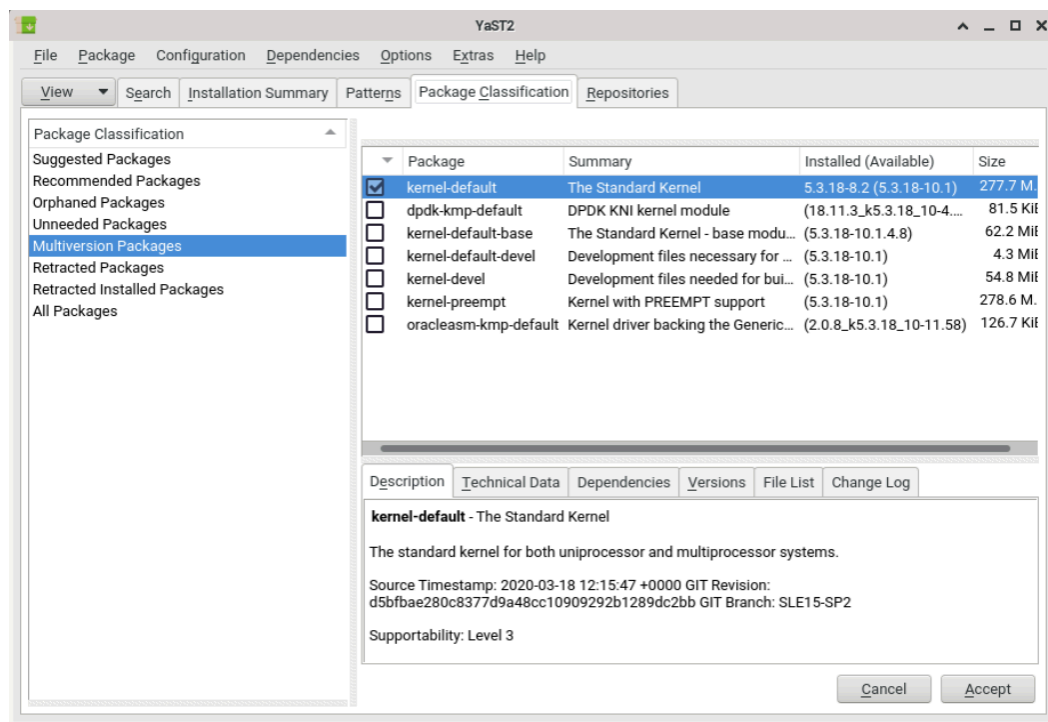 YaST2
File Package Configuration Dependencies Options Extras Help
View Search Installation Summary Patterns Package Classification Repositories
Package Classification
Suggested Packages
Recommended Packages
Orphaned Packages
Unneeded Packages
Multiversion Packages
Retracted Packages
Retracted Installed Packages
All Packages
Package Summary Installed (Available) Size
kernel-default The Standard Kernel 5.3.18-8.2 (5.3.18-10.1) 277.7 M.
dpdk-kmp-default DPDK KNI kernel module (18.11.3_k5.3.18_10-4.... 81.5 KiB
kernel-default-base The Standard Kernel - base modu... (5.3.18-10.1.4.8) 62.2 MiB
kernel-default-devel Development files necessary for ... (5.3.18-10.1) 4.3 MiB
kernel-devel Development files needed for bui... (5.3.18-10.1) 54.8 MiB
kernel-preempt Kernel with PREEMPT support (5.3.18-10.1) 278.6 M.
oracleasm-kmp-default Kernel driver backing the Generic... (2.0.8_k5.3.18_10-11.58) 126.7 KiB
Description Technical Data Dependencies Versions File List Change Log
kernel-default - The Standard Kernel
The standard kernel for both uniprocessor and multiprocessor systems.
Source Timestamp: 2020-03-18 12:15:47 +0000 GIT Revision:
d5bfbae280c8377d9a48cc10909292b1289dc2bb GIT Branch: SLE15-SP2
Supportability: Level 3
Cancel Accept